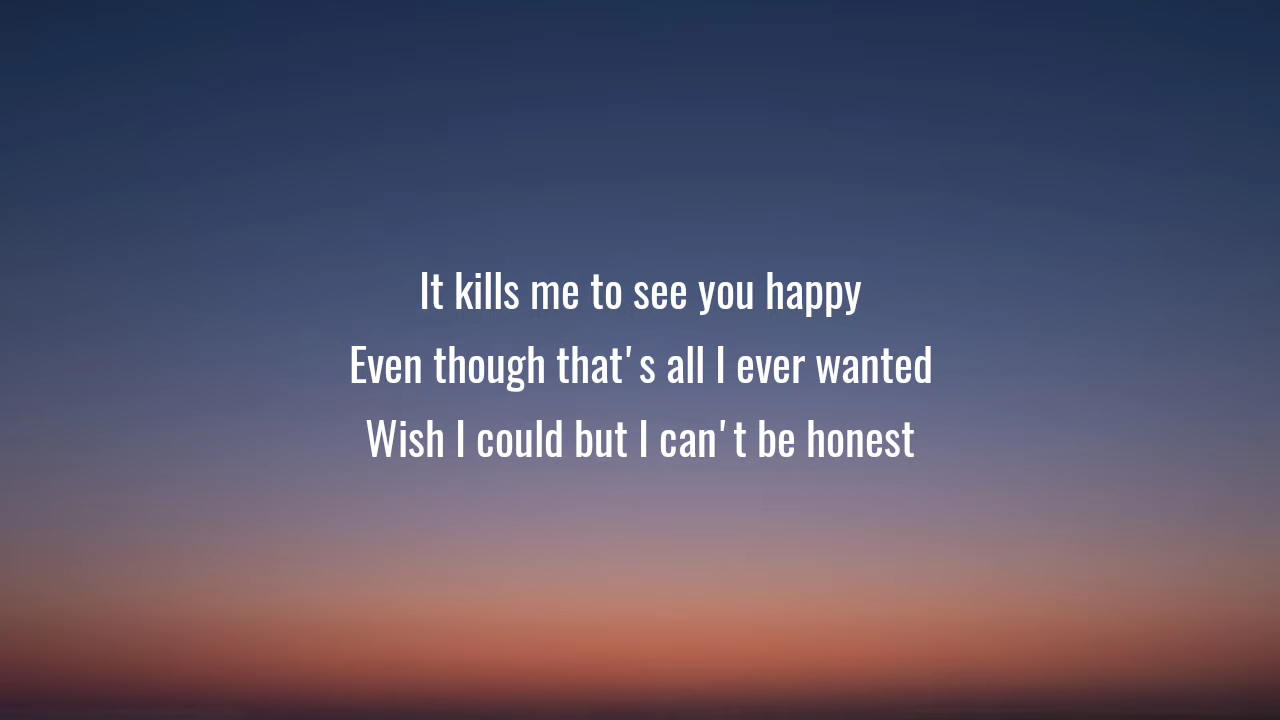 It kills me to see you happy
Even though that's all I ever wanted
Wish I could but I can't be honest